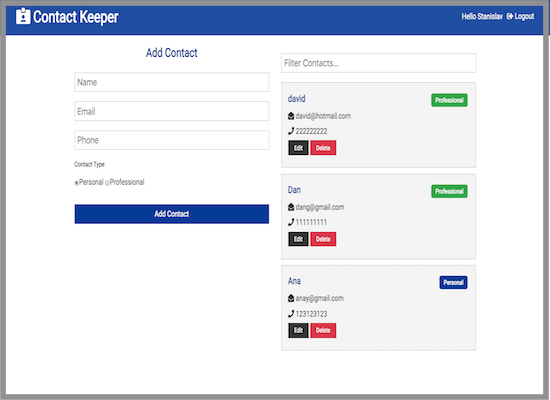 Contact Keeper
Hello Stanislav Logout
Add Contact
Name
Email
Phone
Contact Type
Personal Professional
Add Contact
Filter Contacts...
david Professional
david@hotmail.com
222222222
Edit Delete
Dan Professional
dang@gmail.com
111111111
Edit Delete
Ana Personal
anay@gmail.com
123123123
Edit Delete